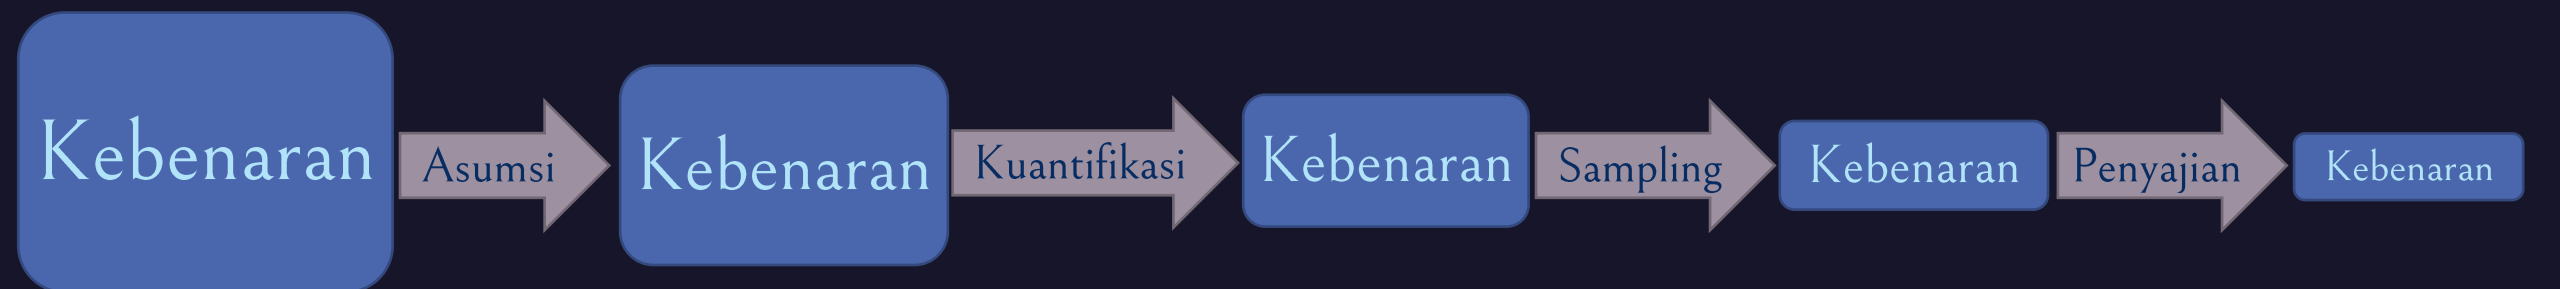 Kebenaran
Asumsi
Kebenaran
Kuantifikasi
Kebenaran
Sampling
Kebenaran
Penyajian
Kebenaran